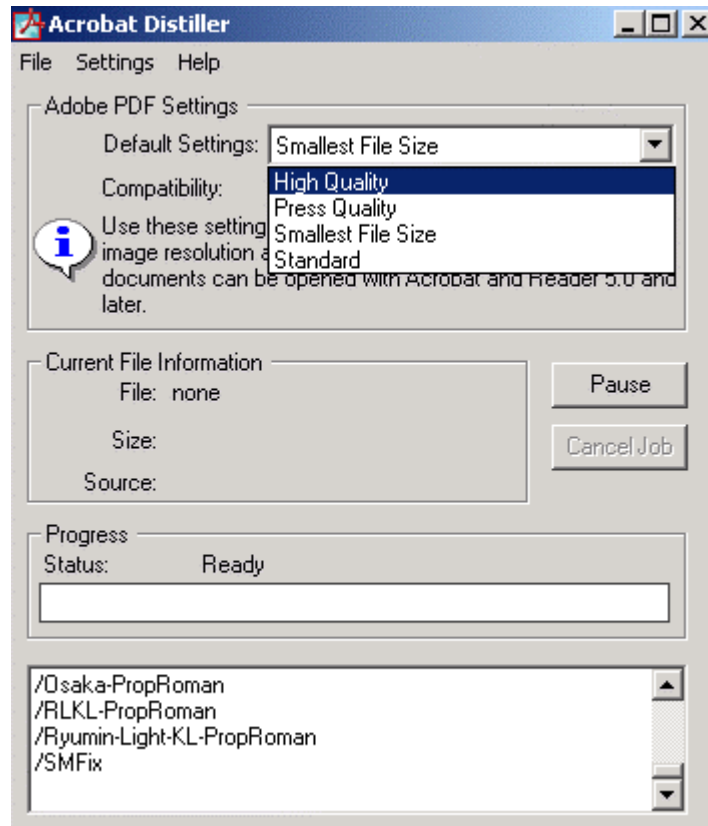 Acrobat Distiller
File Settings Help
Adobe PDF Settings
Default Settings: Smallest File Size
Compatibility:
High Quality
Press Quality
Smallest File Size
Standard
Use these setting
image resolution a
documents can be opened with Acrobat and Reader 5.0 and
later.
Current File Information
File: none
Pause
Size:
Cancel Job
Source:
Progress
Status: Ready
/Osaka-PropRoman
/RLKL-PropRoman
/Ryumin-Light-KL-PropRoman
/SMFix